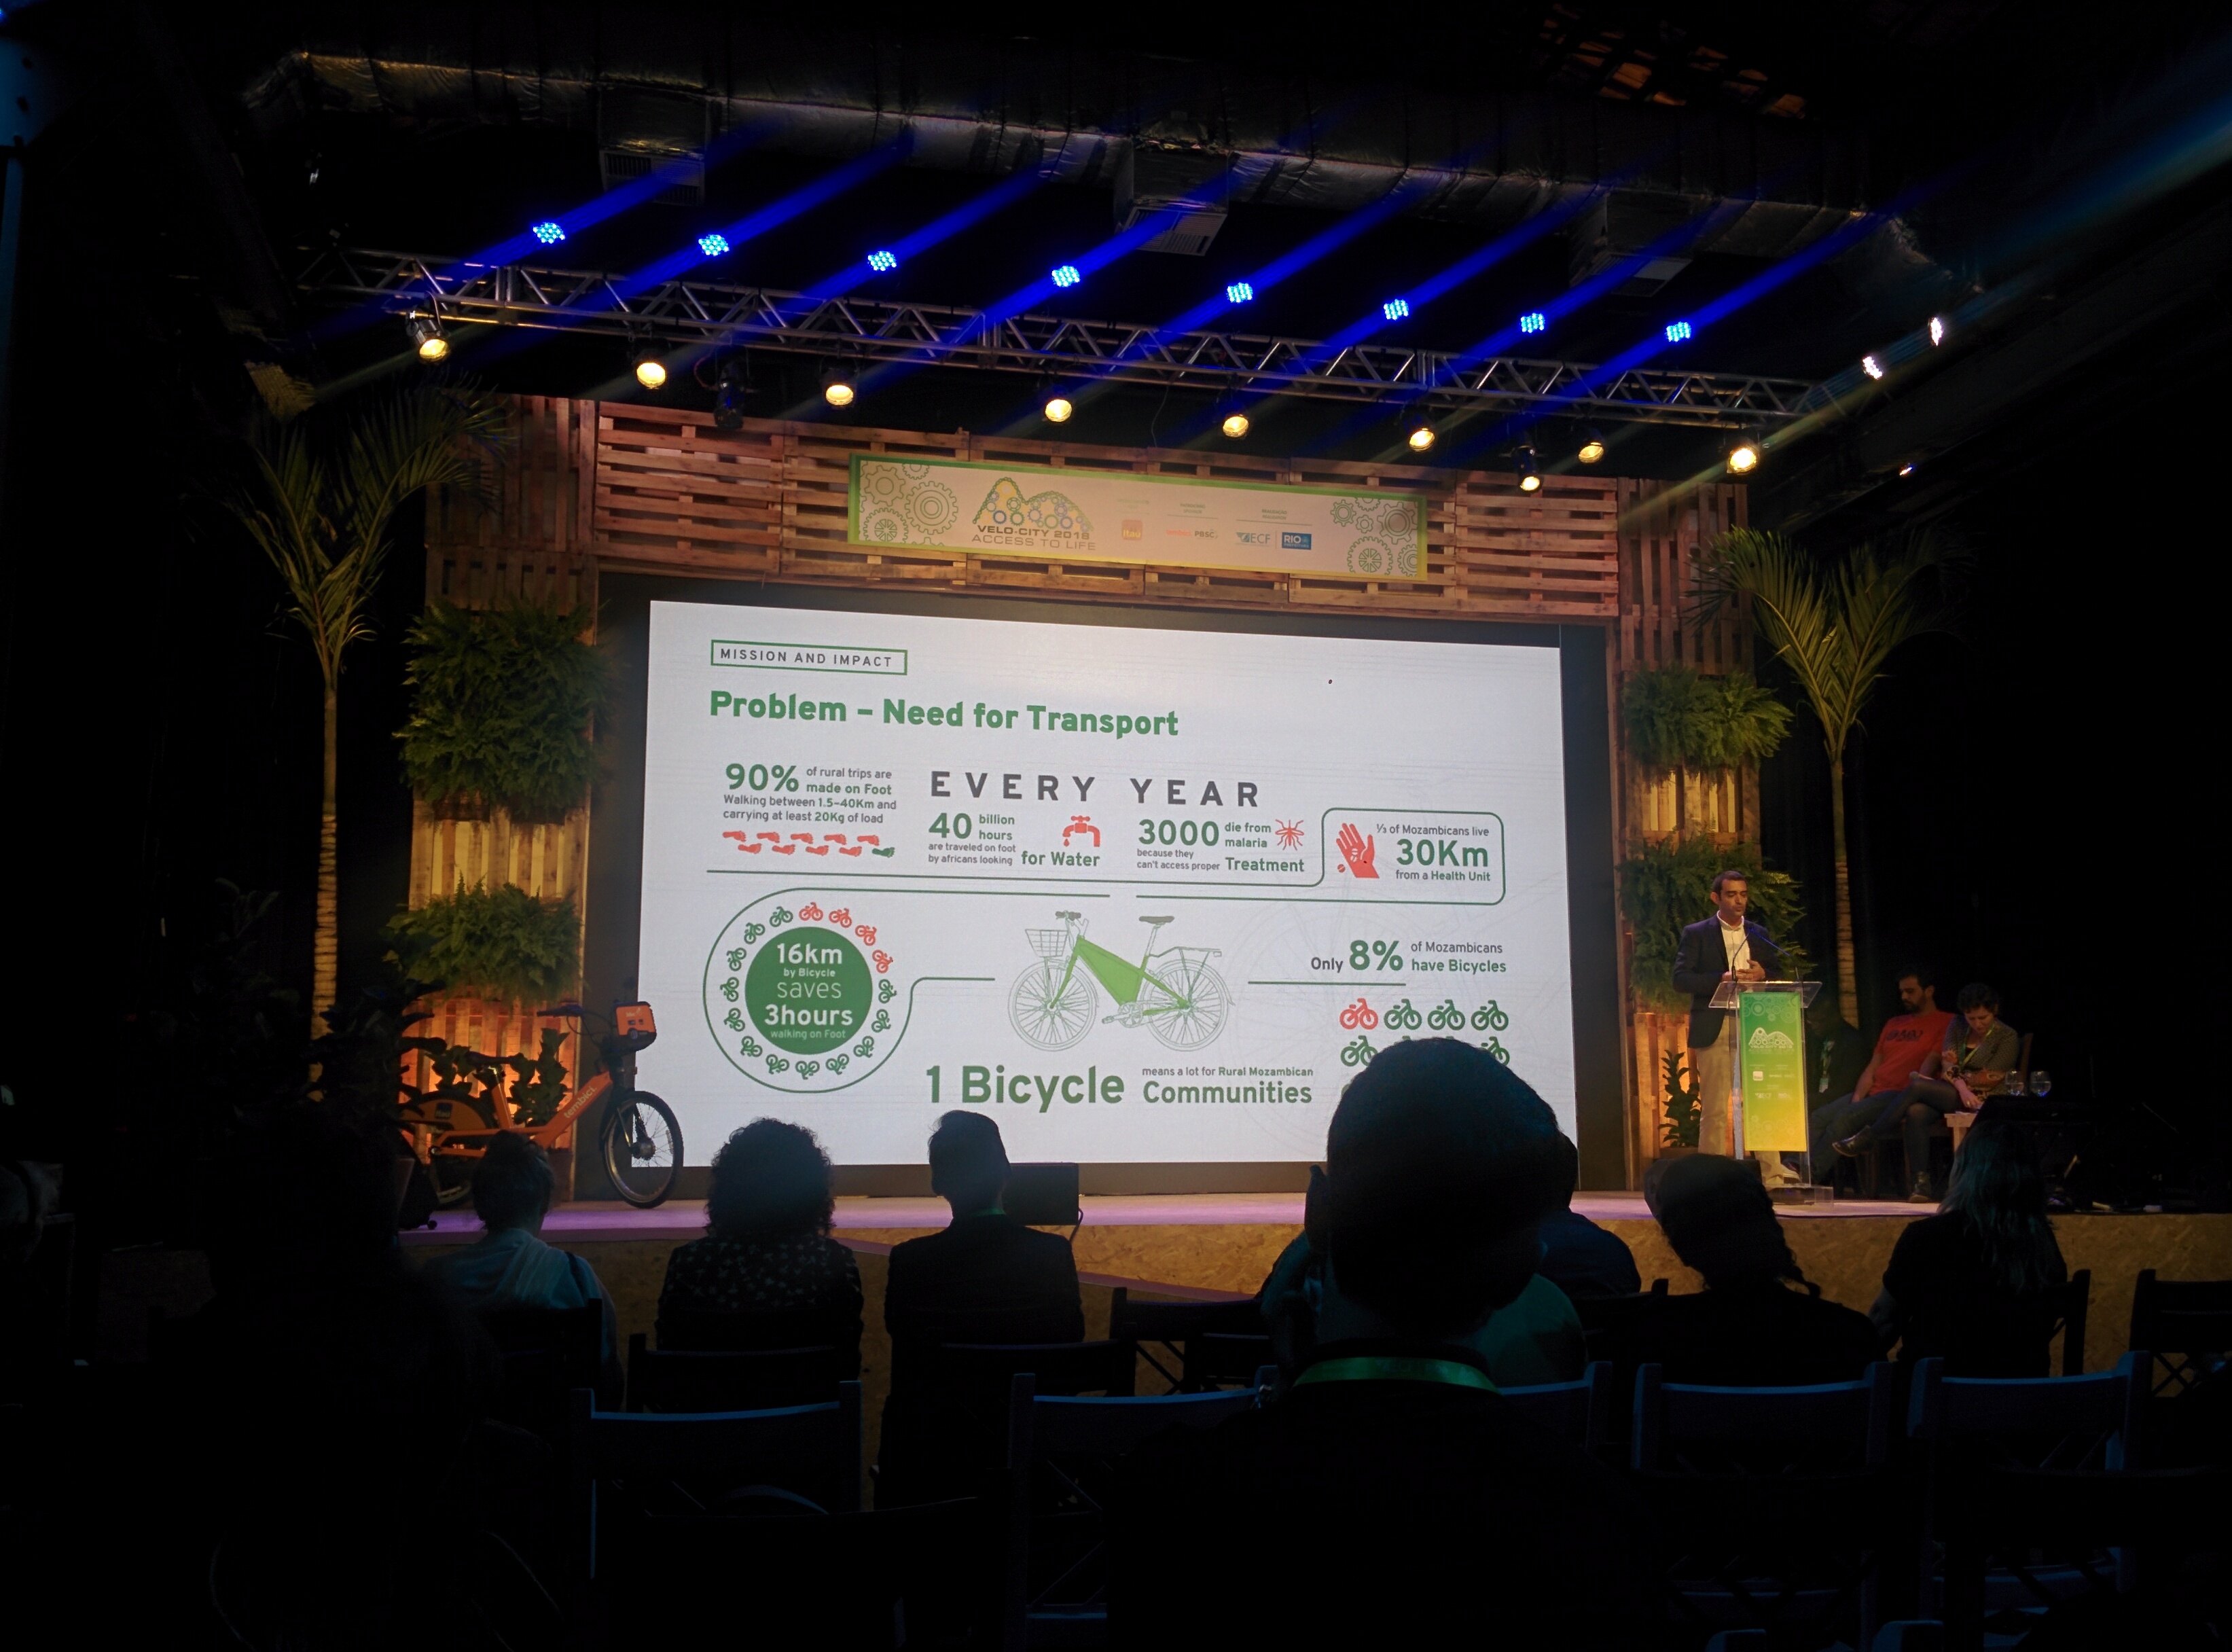 VELO-CITY 2018
ACCESS TO LIFE
Itaú
PBSC
ECF
RIO
MISSION AND IMPACT
Problem – Need for Transport
90% of rural trips are
made on Foot
Walking between 1.5–40Km and
carrying at least 20Kg of load
EVERY YEAR
40 billion
hours
are traveled on foot
by africans looking for Water
3000 die from
malaria
because they
can't access proper Treatment
⅓ of Mozambicans live
30Km
from a Health Unit
16km
by Bicycle
saves
3hours
walking on Foot
Only 8% of Mozambicans
have Bicycles
1 Bicycle means a lot for Rural Mozambican
Communities
tembici